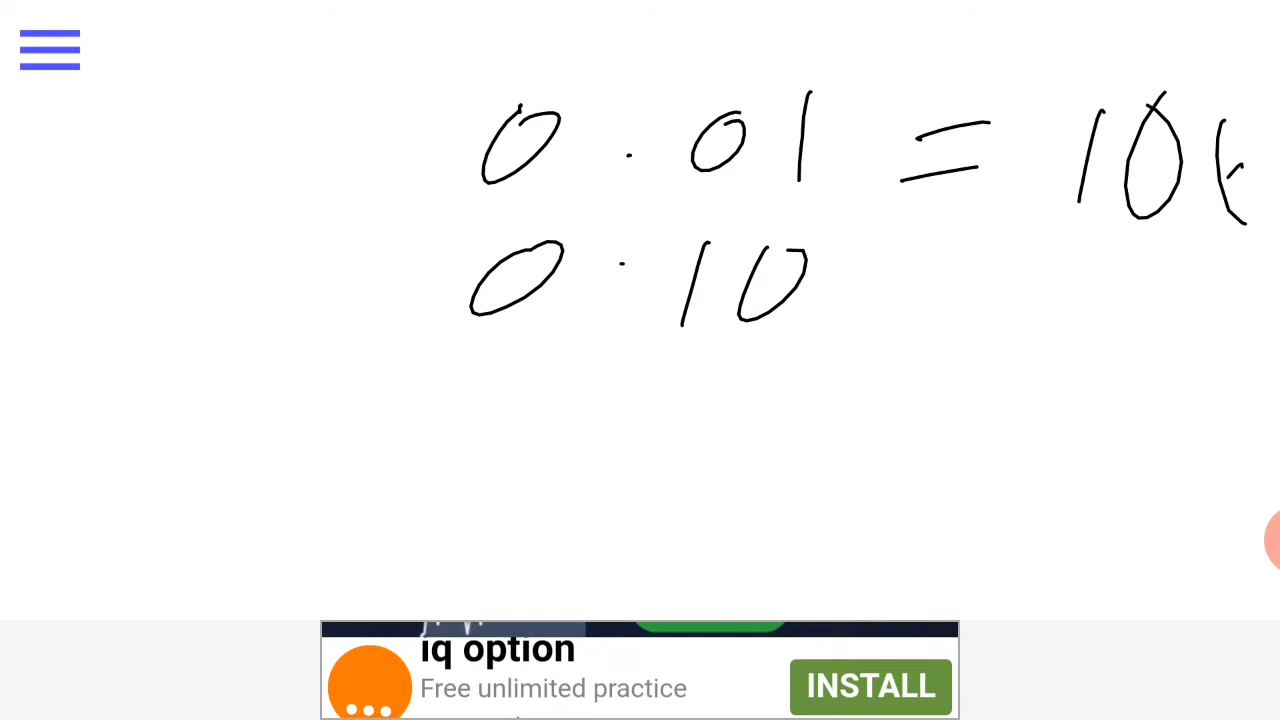 0.01 = 10
0.10
iq option
Free unlimited practice
INSTALL